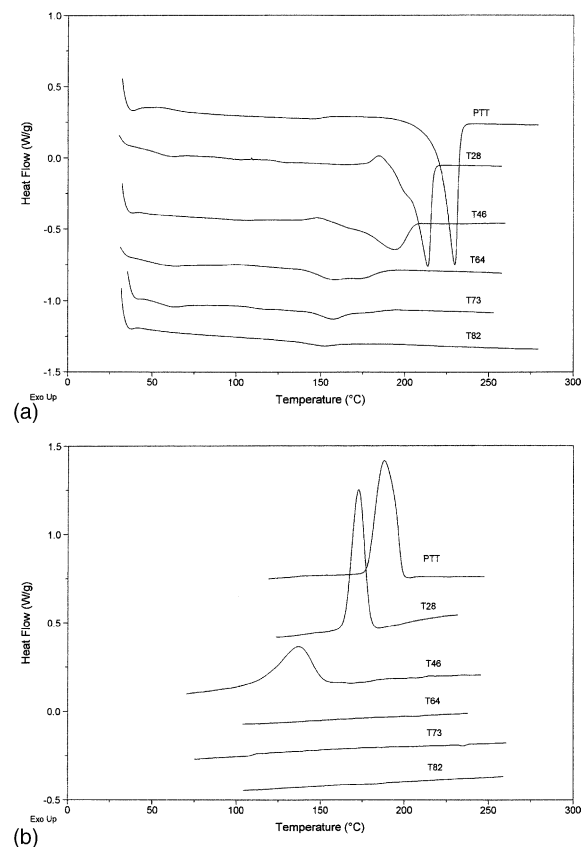 1.0
0.5
0.0
-0.5
-1.0
-1.5
Heat Flow (W/g)
PTT
T28
T46
T64
T73
T82
0 50 100 150 200 250 300
Exo Up
Temperature (°C)
(a)
1.5
1.0
0.5
0.0
-0.5
Heat Flow (W/g)
PTT
T28
T46
T64
T73
T82
0 50 100 150 200 250 300
Exo Up
Temperature (°C)
(b)